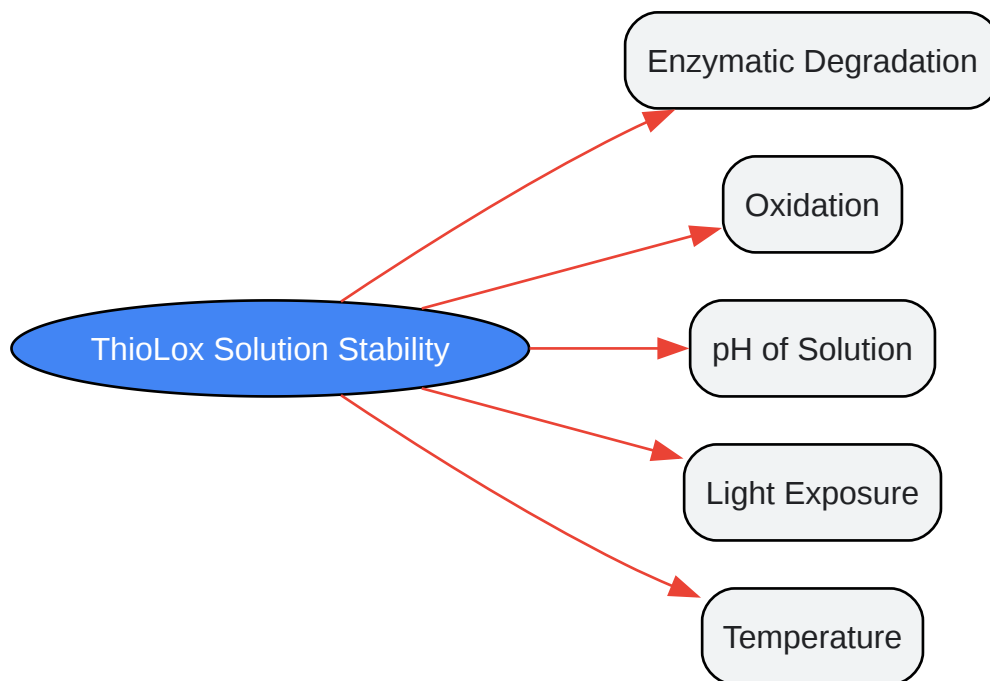 Enzymatic Degradation
Oxidation
ThioLox Solution Stability
pH of Solution
Light Exposure
Temperature